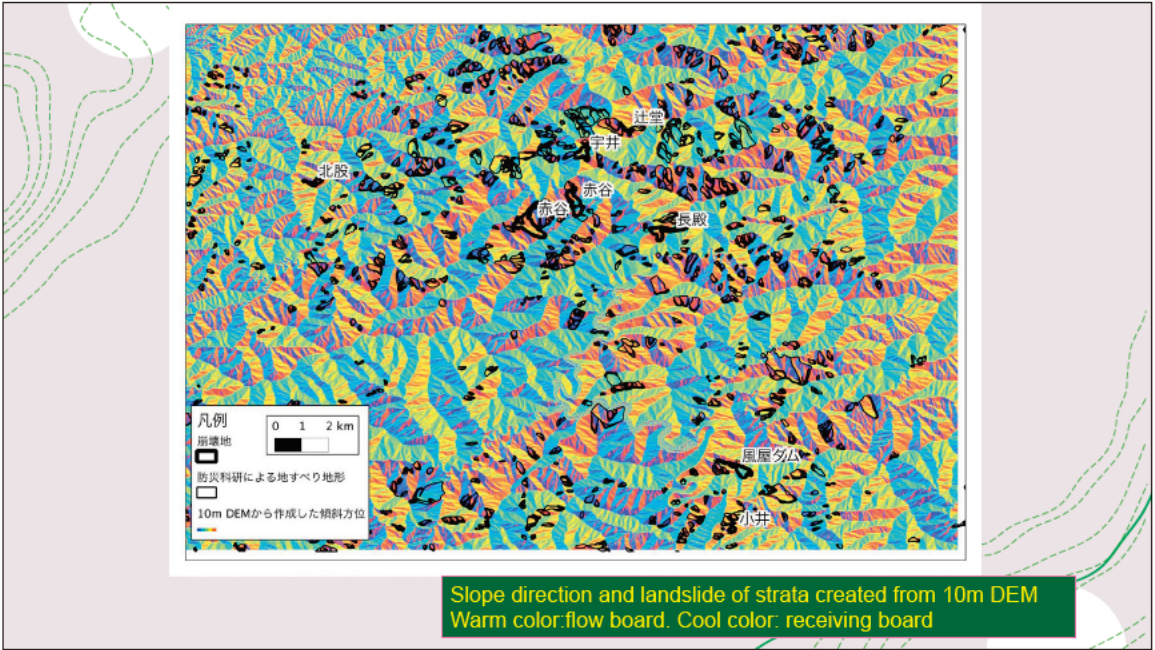 辻堂
宇井
北股
赤谷
赤谷
長殿
凡例
0 1 2 km
崩壊地
防災科研による地すべり地形
10m DEMから作成した傾斜方位
風屋ダム
小井
Slope direction and landslide of strata created from 10m DEM
Warm color:flow board. Cool color: receiving board